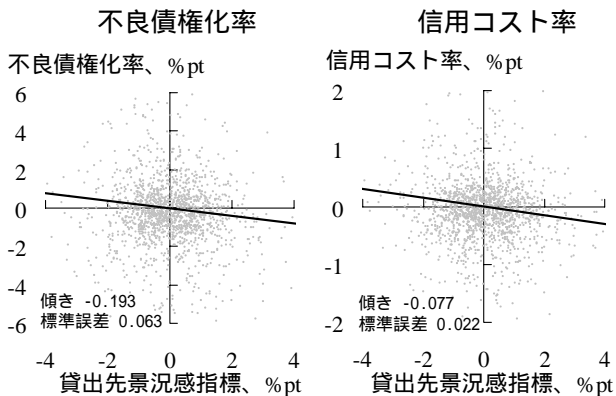 不良債権化率
不良債権化率、%pt
6
4
2
0
-2
-4
-6
傾き -0.193
標準誤差 0.063
-4 -2 0 2 4
貸出先景況感指標、%pt
信用コスト率
信用コスト率、%pt
2
1
0
-1
-2
傾き -0.077
標準誤差 0.022
-4 -2 0 2 4
貸出先景況感指標、%pt